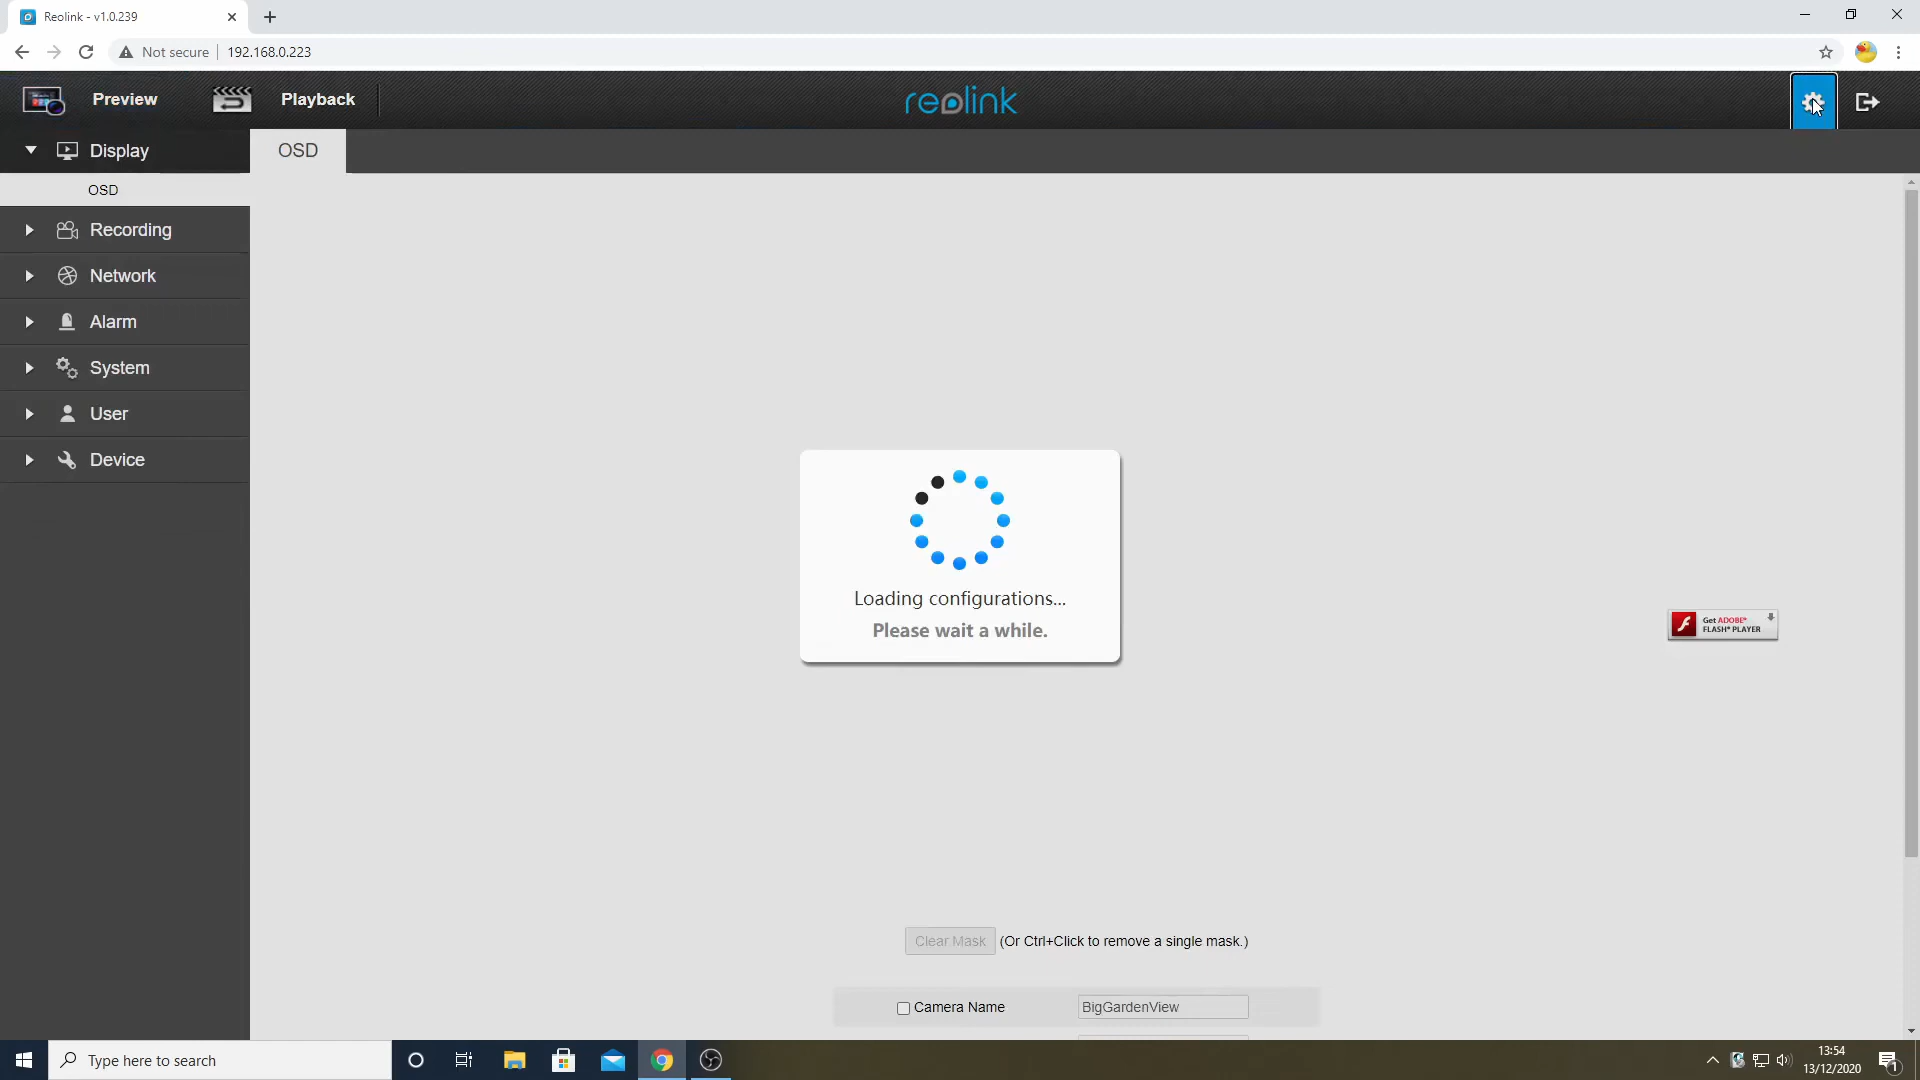 Reolink - v1.0.239
Not secure
192.168.0.223
Preview
Playback
reolink
Display
OSD
OSD
Recording
Network
Alarm
System
User
Device
Loading configurations...
Please wait a while.
Get ADOBE®
FLASH® PLAYER
Clear Mask (Or Ctrl+Click to remove a single mask.)
Camera Name
BigGardenView
Type here to search
13:54
13/12/2020
1